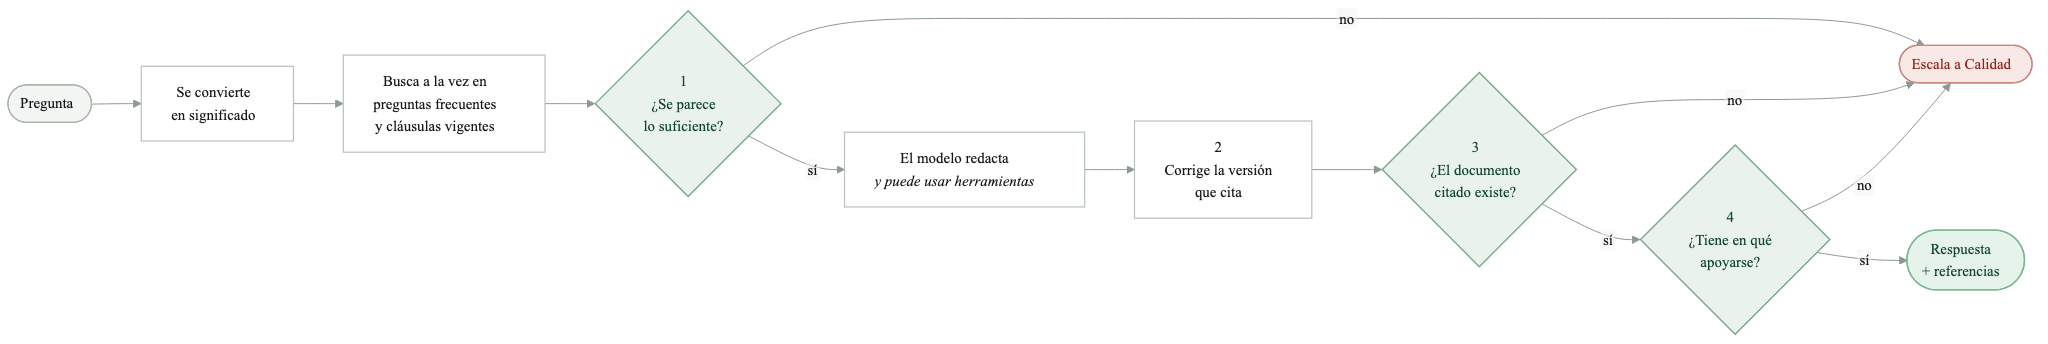 Pregunta
Se convierte
en significado
Busca a la vez en
preguntas frecuentes
y cláusulas vigentes
1
¿Se parece
lo suficiente?
no
sí
El modelo redacta
y puede usar herramientas
2
Corrige la versión
que cita
3
¿El documento
citado existe?
no
sí
4
¿Tiene en qué
apoyarse?
no
sí
Escala a Calidad
Respuesta
+ referencias